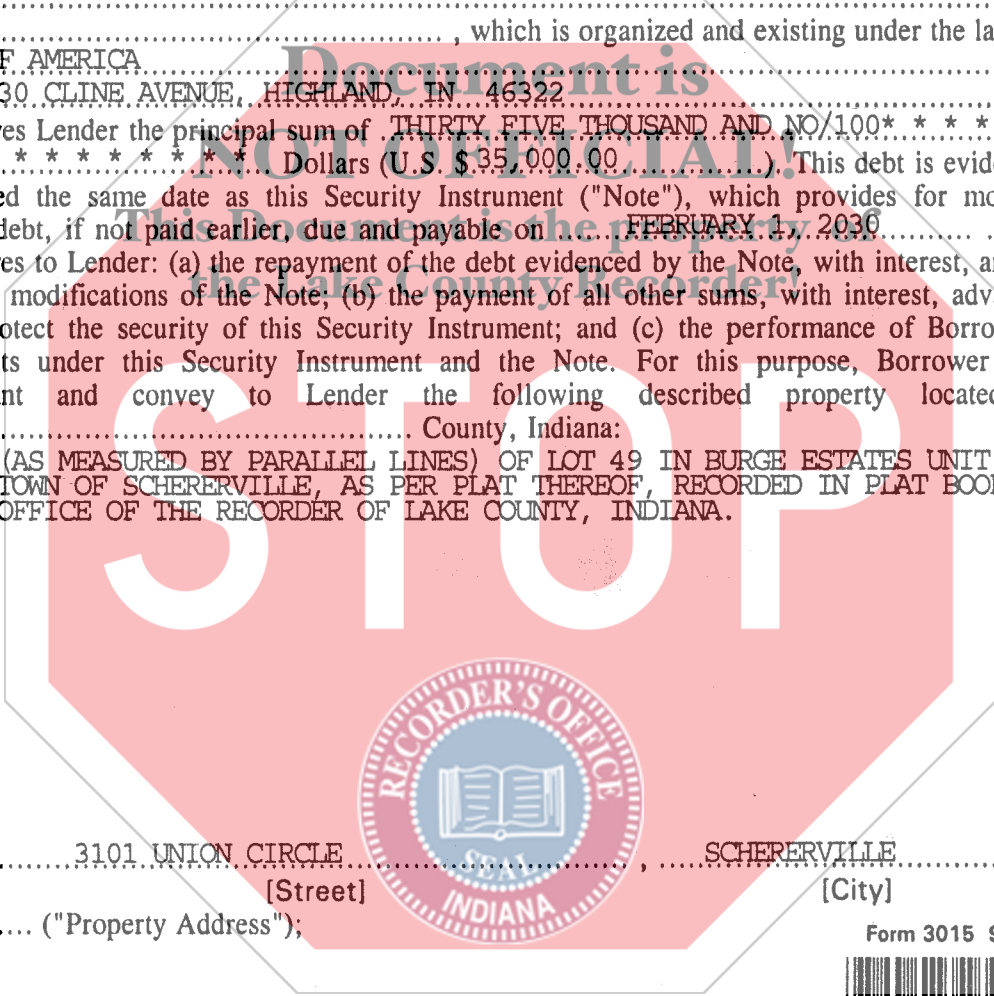 , which is organized and existing under the la
F AMERICA
30 CLINE AVENUE, HIGHLAND, IN 46322
es Lender the principal sum of THIRTY FIVE THOUSAND AND NO/100* * * *
* * * * * * * * * Dollars (U.S. $ 35,000.00 ). This debt is evid
ed the same date as this Security Instrument ("Note"), which provides for mo
debt, if not paid earlier, due and payable on FEBRUARY 1, 2030
es to Lender: (a) the repayment of the debt evidenced by the Note, with interest, a
modifications of the Note; (b) the payment of all other sums, with interest, adv
otect the security of this Security Instrument; and (c) the performance of Borro
ts under this Security Instrument and the Note. For this purpose, Borrower
nt and convey to Lender the following described property locate
County, Indiana:
(AS MEASURED BY PARALLEL LINES) OF LOT 49 IN BURGE ESTATES UNIT
TOWN OF SCHERERVILLE, AS PER PLAT THEREOF, RECORDED IN PLAT BOO
OFFICE OF THE RECORDER OF LAKE COUNTY, INDIANA.
Document is
NOT OFFICIAL!
This Document is the property of
the Lake County Recorder!
STOP
RECORDER'S OFFICE
SEAL
INDIANA
3101 UNION CIRCLE , SCHERERVILLE
[Street] [City]
("Property Address");
Form 3015 9